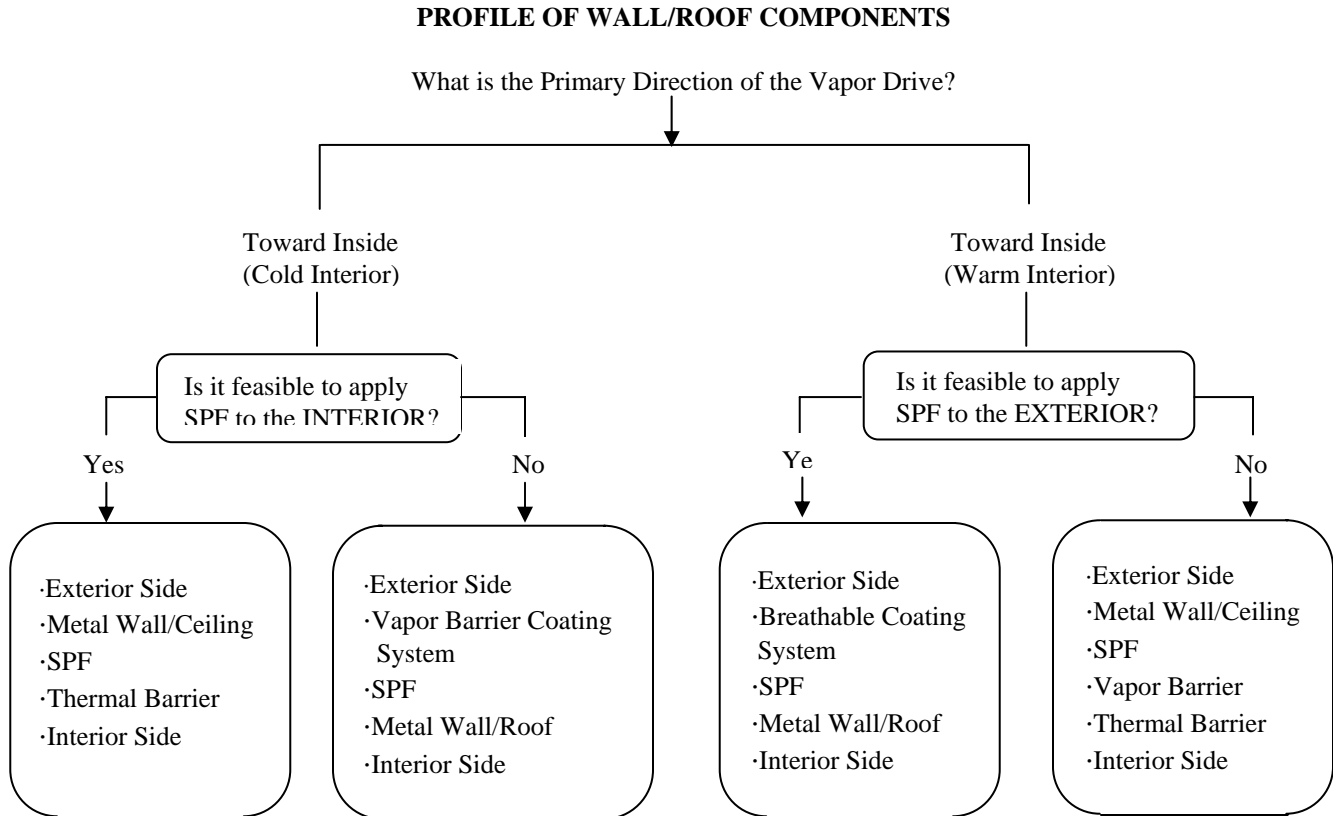 PROFILE OF WALL/ROOF COMPONENTS
What is the Primary Direction of the Vapor Drive?
Toward Inside
(Cold Interior)
Toward Inside
(Warm Interior)
Is it feasible to apply
SPF to the INTERIOR?
Is it feasible to apply
SPF to the EXTERIOR?
Yes
No
Ye
No
·Exterior Side
·Metal Wall/Ceiling
·SPF
·Thermal Barrier
·Interior Side
·Exterior Side
·Vapor Barrier Coating
System
·SPF
·Metal Wall/Roof
·Interior Side
·Exterior Side
·Breathable Coating
System
·SPF
·Metal Wall/Roof
·Interior Side
·Exterior Side
·Metal Wall/Ceiling
·SPF
·Vapor Barrier
·Thermal Barrier
·Interior Side